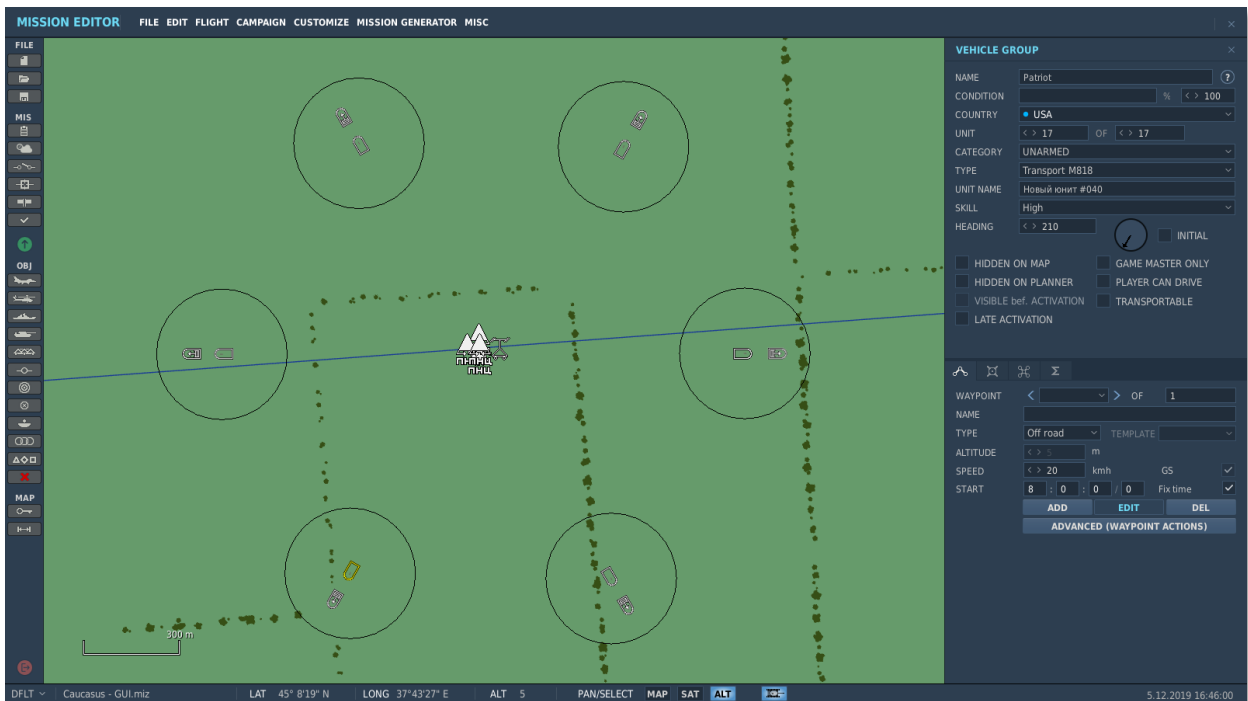 MISSION EDITOR FILE EDIT FLIGHT CAMPAIGN CUSTOMIZE MISSION GENERATOR MISC
FILE
MIS
OBJ
MAP
300 m
VEHICLE GROUP
NAME Patriot ?
CONDITION % < > 100
COUNTRY USA
UNIT < > 17 OF < > 17
CATEGORY UNARMED
TYPE Transport M818
UNIT NAME Новый юнит #040
SKILL High
HEADING < > 210 INITIAL
HIDDEN ON MAP GAME MASTER ONLY
HIDDEN ON PLANNER PLAYER CAN DRIVE
VISIBLE bef. ACTIVATION TRANSPORTABLE
LATE ACTIVATION
WAYPOINT < > OF 1
NAME
TYPE Off road TEMPLATE
ALTITUDE < > 5 m
SPEED < > 20 kmh GS
START 8 : 0 : 0 / 0 Fix time
ADD EDIT DEL
ADVANCED (WAYPOINT ACTIONS)
DFLT Caucasus - GUI.miz LAT 45° 8'19" N LONG 37°43'27" E ALT 5 PAN/SELECT MAP SAT ALT 5.12.2019 16:46:00